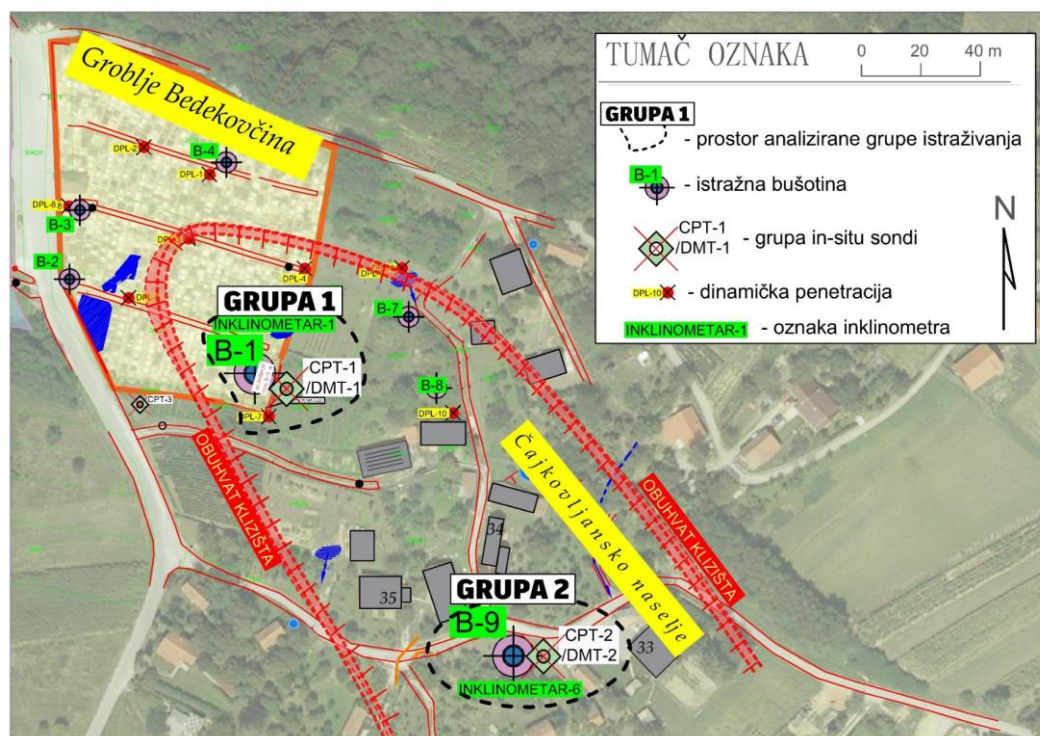 Groblje Bedekovčina
TUMAČ OZNAKA
0 20 40 m
GRUPA 1
- prostor analizirane grupe istraživanja
B-1
- istražna bušotina
CPT-1
/DMT-1
- grupa in-situ sondi
DPL-10
- dinamička penetracija
INKLINOMETAR-1
- oznaka inklinometra
N
DPL-2
B-4
DPL-1
DPL-8
B-3
B-2
DPL-4
GRUPA 1
INKLINOMETAR-1
B-1
B-7
CPT-1
/DMT-1
B-8
CPT-3
DPL-7
DPL-10
OBUHVAT KLIZIŠTA
Čajkovljansko naselje
OBUHVAT KLIZIŠTA
34
35
GRUPA 2
B-9
CPT-2
/DMT-2
33
INKLINOMETAR-6